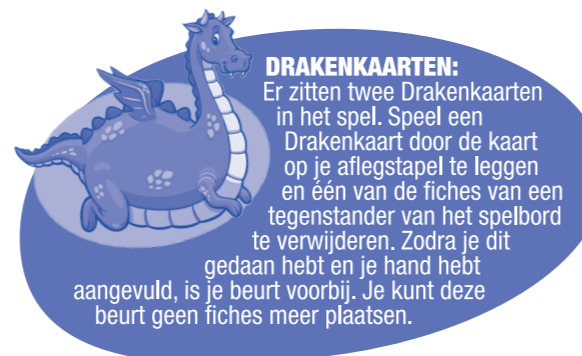 DRAKENKAARTEN:
Er zitten twee Drakenkaarten
in het spel. Speel een
Drakenkaart door de kaart
op je aflegstapel te leggen
en één van de fiches van een
tegenstander van het spelbord
te verwijderen. Zodra je dit
gedaan hebt en je hand hebt
aangevuld, is je beurt voorbij. Je kunt deze
beurt geen fiches meer plaatsen.